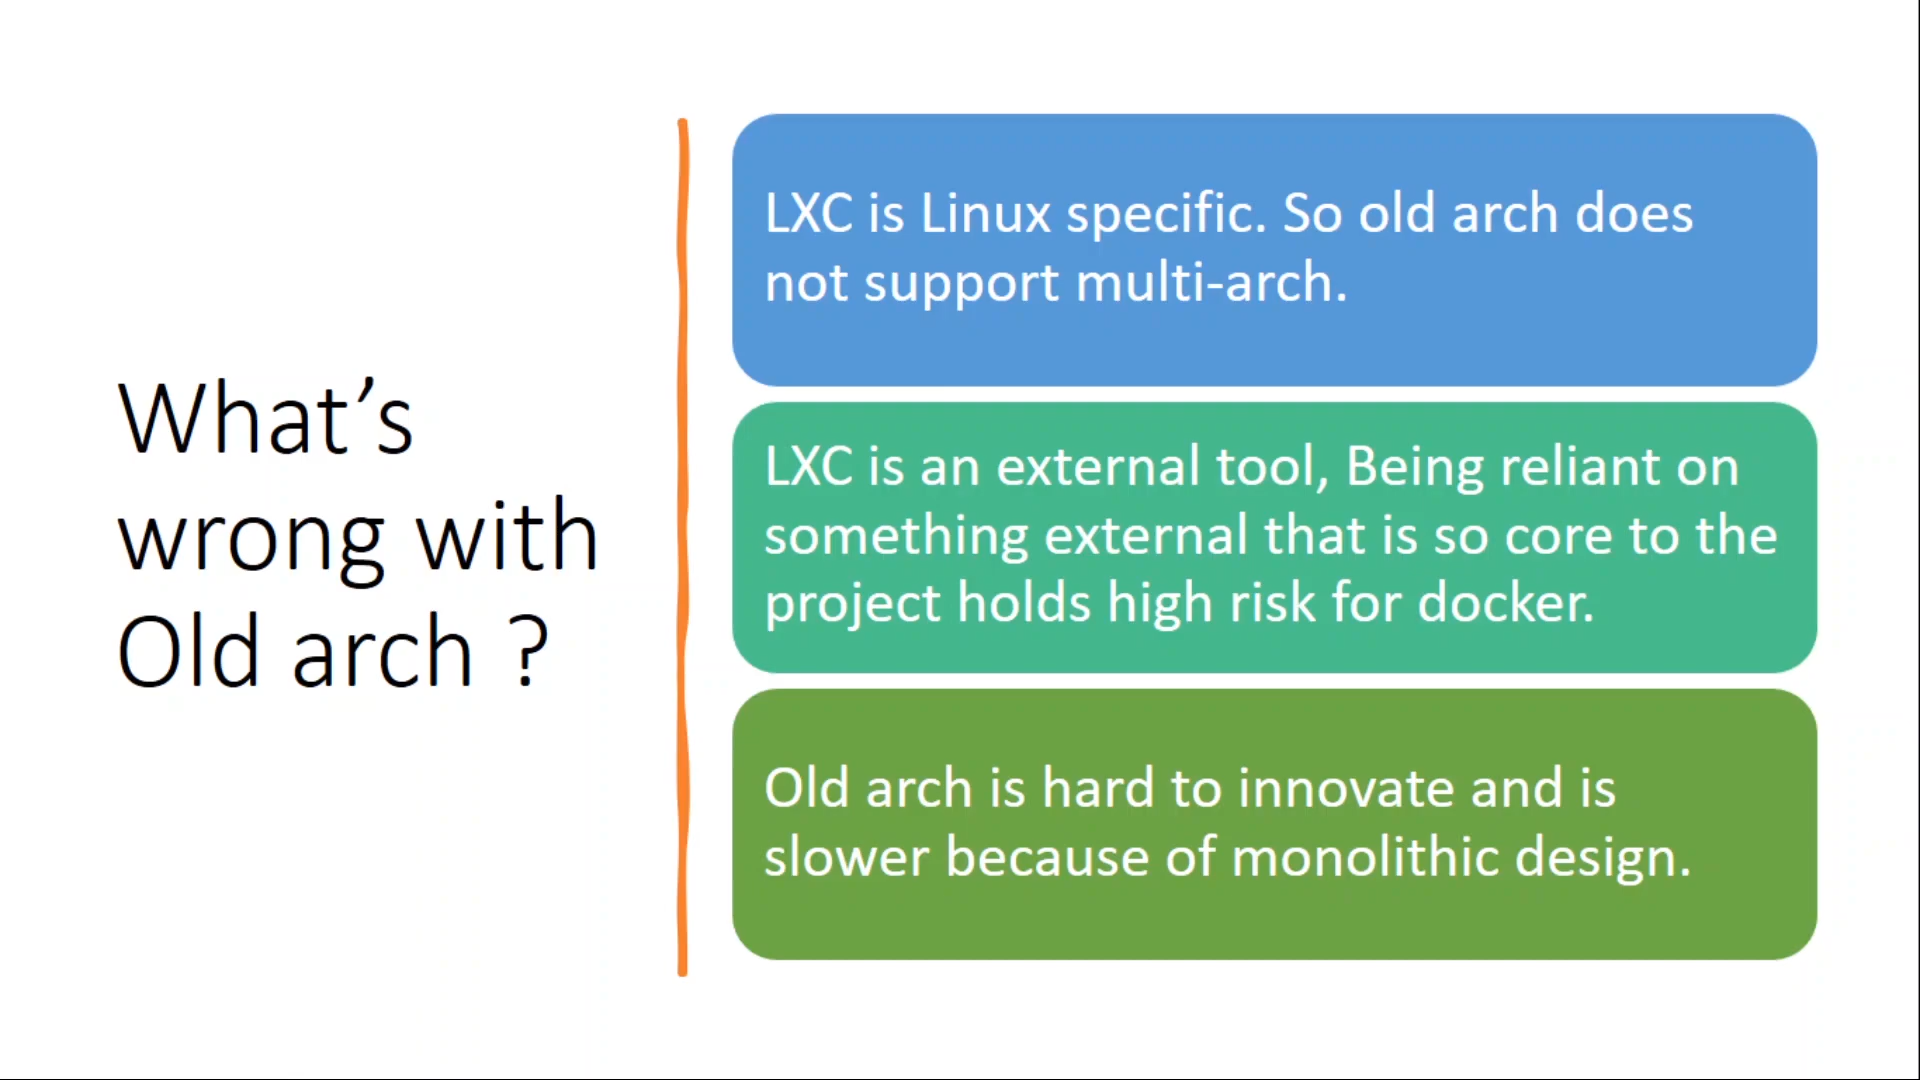 What’s
wrong with
Old arch ?
LXC is Linux specific. So old arch does
not support multi-arch.
LXC is an external tool, Being reliant on
something external that is so core to the
project holds high risk for docker.
Old arch is hard to innovate and is
slower because of monolithic design.